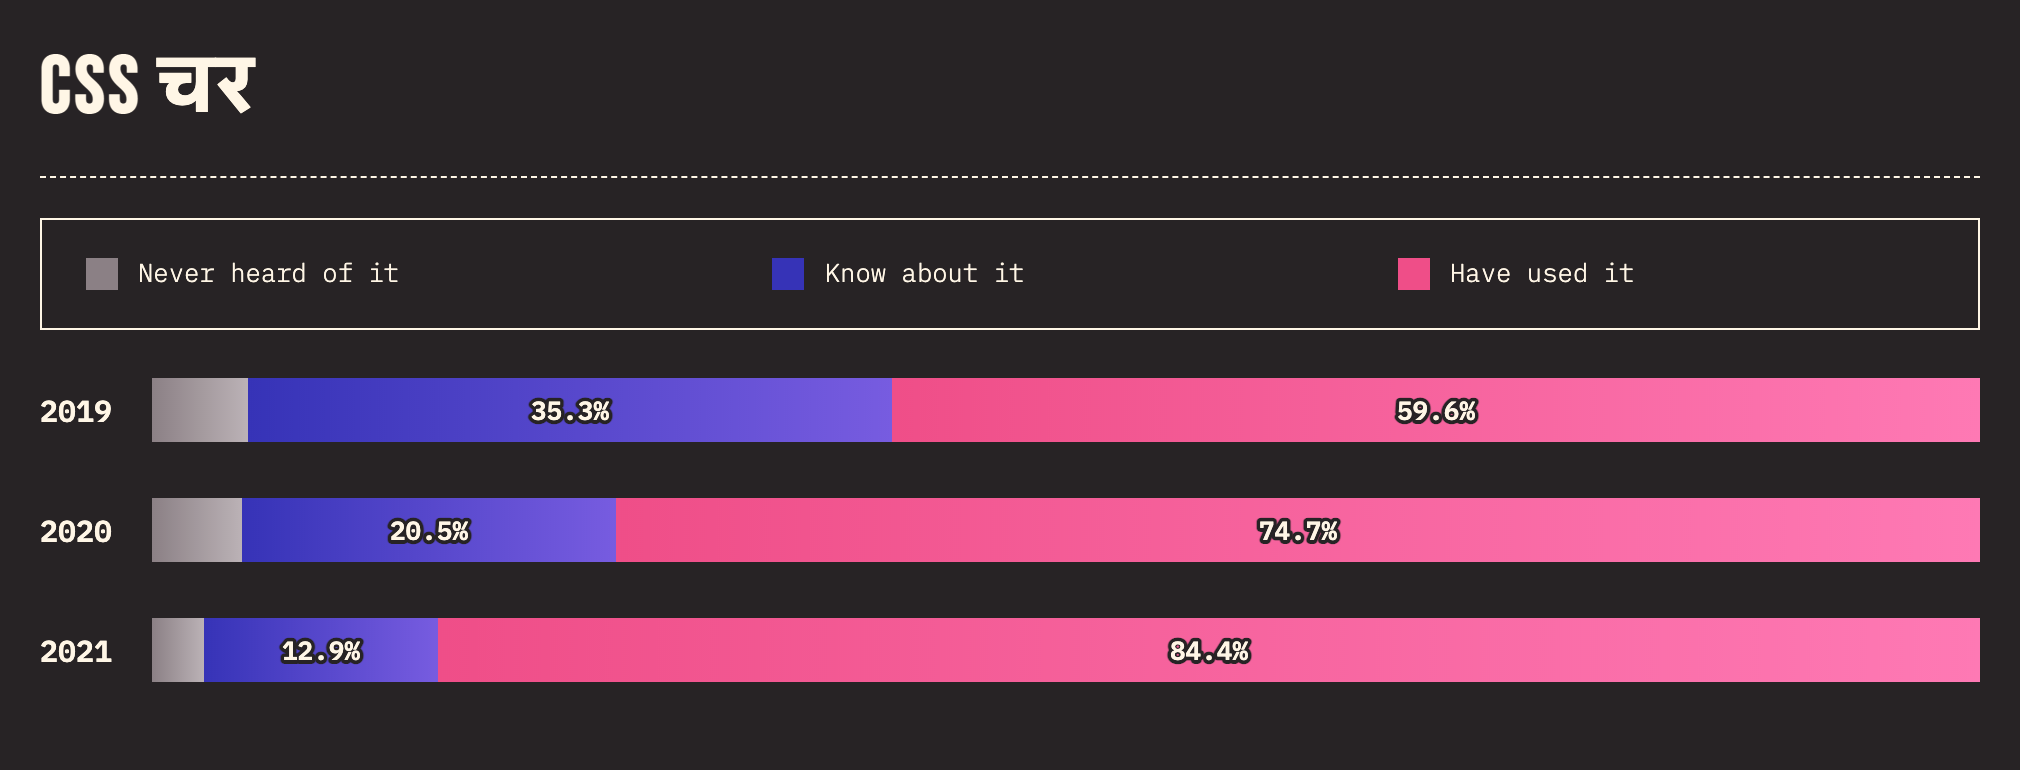 CSS चर
Never heard of it Know about it Have used it
2019 35.3% 59.6%
2020 20.5% 74.7%
2021 12.9% 84.4%